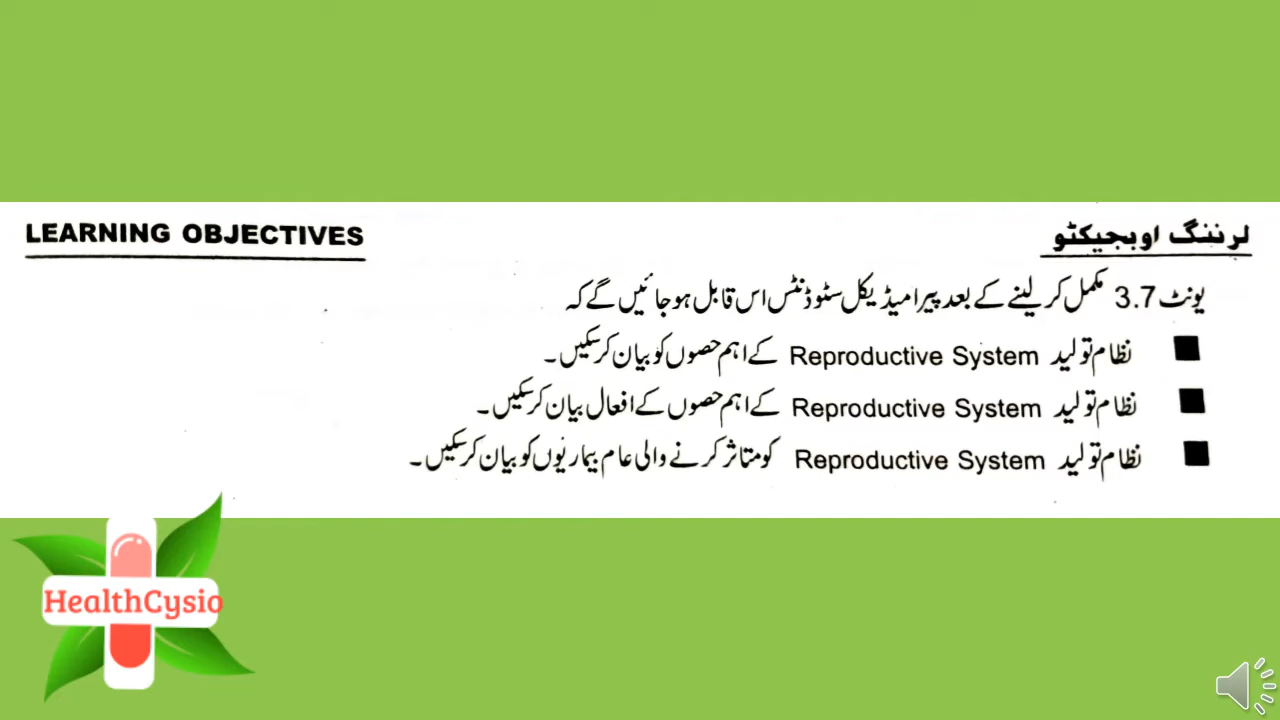 LEARNING OBJECTIVES
لرننگ اوبجیکٹو
یونٹ 3.7 مکمل کر لینے کے بعد پیرا میڈیکل سٹوڈنٹس اس قابل ہو جائیں گے کہ
■ نظام تولید Reproductive System کے اہم حصوں کو بیان کر سکیں۔
■ نظام تولید Reproductive System کے اہم حصوں کے افعال بیان کر سکیں۔
■ نظام تولید Reproductive System کو متاثر کرنے والی عام بیماریوں کو بیان کر سکیں۔
HealthCysio